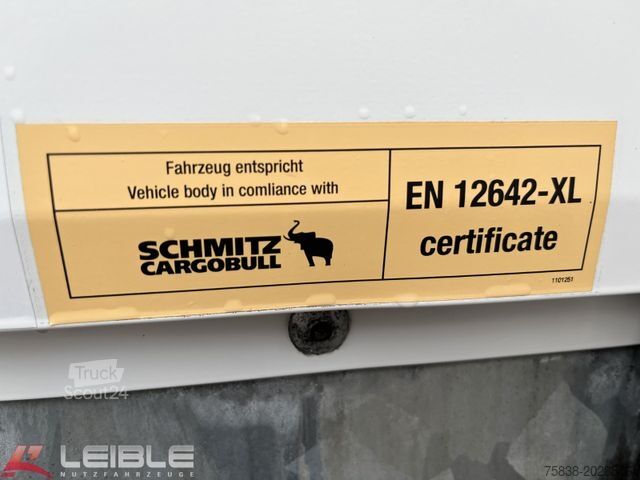 Fahrzeug entspricht
Vehicle body in comliance with
SCHMITZ
CARGOBULL
EN 12642-XL
certificate
1101251
Truck
Scout24
LEIBLE
NUTZFAHRZEUGE